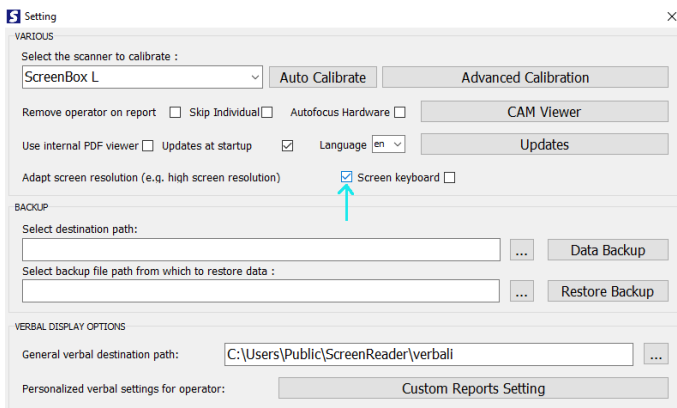 S Setting
VARIOUS
Select the scanner to calibrate :
ScreenBox L Auto Calibrate Advanced Calibration
Remove operator on report Skip Individual Autofocus Hardware CAM Viewer
Use internal PDF viewer Updates at startup Language en Updates
Adapt screen resolution (e.g. high screen resolution) Screen keyboard
BACKUP
Select destination path:
... Data Backup
Select backup file path from which to restore data :
... Restore Backup
VERBAL DISPLAY OPTIONS
General verbal destination path: C:\Users\Public\ScreenReader\verbali ...
Personalized verbal settings for operator: Custom Reports Setting